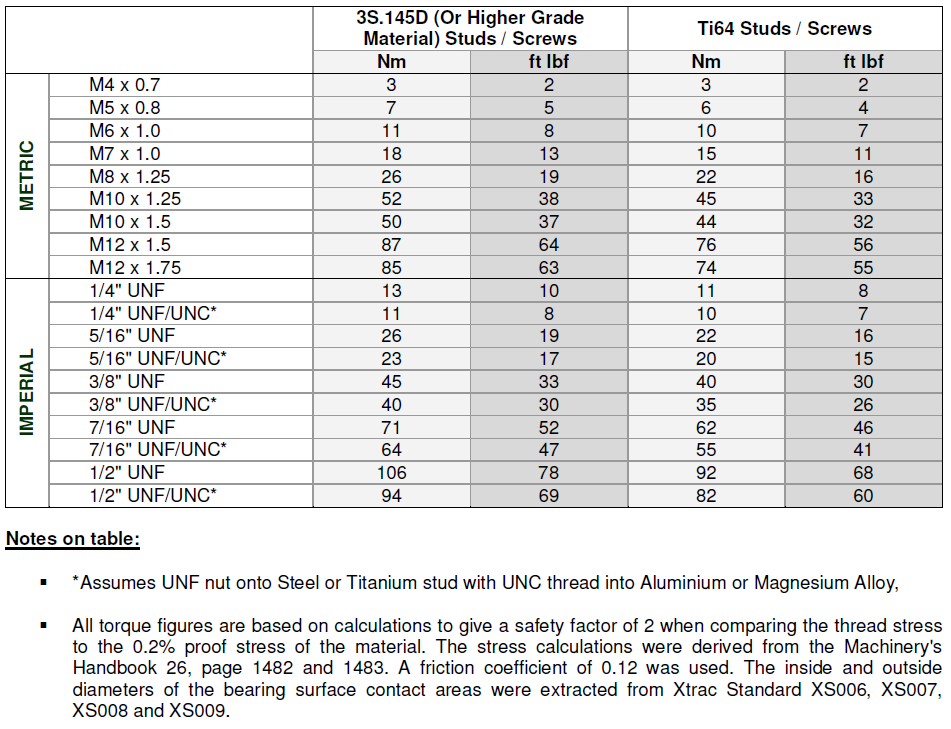 3S.145D (Or Higher Grade Material) Studs / Screws Ti64 Studs / Screws
Nm ft lbf Nm ft lbf
METRIC
M4 x 0.7 3 2 3 2
M5 x 0.8 7 5 6 4
M6 x 1.0 11 8 10 7
M7 x 1.0 18 13 15 11
M8 x 1.25 26 19 22 16
M10 x 1.25 52 38 45 33
M10 x 1.5 50 37 44 32
M12 x 1.5 87 64 76 56
M12 x 1.75 85 63 74 55
IMPERIAL
1/4" UNF 13 10 11 8
1/4" UNF/UNC* 11 8 10 7
5/16" UNF 26 19 22 16
5/16" UNF/UNC* 23 17 20 15
3/8" UNF 45 33 40 30
3/8" UNF/UNC* 40 30 35 26
7/16" UNF 71 52 62 46
7/16" UNF/UNC* 64 47 55 41
1/2" UNF 106 78 92 68
1/2" UNF/UNC* 94 69 82 60
Notes on table:
▪ *Assumes UNF nut onto Steel or Titanium stud with UNC thread into Aluminium or Magnesium Alloy,
▪ All torque figures are based on calculations to give a safety factor of 2 when comparing the thread stress
to the 0.2% proof stress of the material. The stress calculations were derived from the Machinery's
Handbook 26, page 1482 and 1483. A friction coefficient of 0.12 was used. The inside and outside
diameters of the bearing surface contact areas were extracted from Xtrac Standard XS006, XS007,
XS008 and XS009.